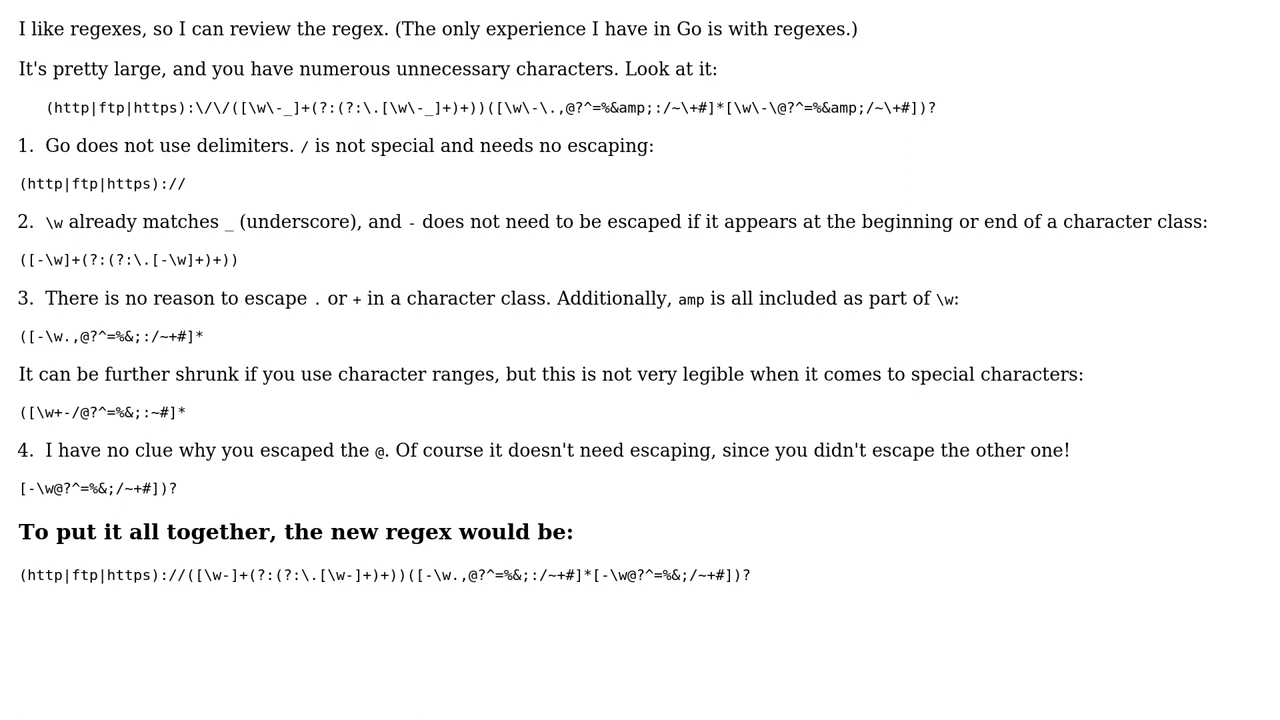 I like regexes, so I can review the regex. (The only experience I have in Go is with regexes.)
It's pretty large, and you have numerous unnecessary characters. Look at it:
(http|ftp|https):\/\/([\w\-_]+(?:(?:\.[\w\-_]+)+))([\w\-\.,@?^=%&amp;:/~\+#]*[\w\-\@?^=%&amp;/~\+#])?
1. Go does not use delimiters. / is not special and needs no escaping:
(http|ftp|https)://
2. \w already matches _ (underscore), and - does not need to be escaped if it appears at the beginning or end of a character class:
([-\w]+(?:(?:\.[-\w]+)+))
3. There is no reason to escape . or + in a character class. Additionally, amp is all included as part of \w:
([-\w.,@?^=%&;:/~+#]*
It can be further shrunk if you use character ranges, but this is not very legible when it comes to special characters:
([\w+-/@?^=%&;:~#]*
4. I have no clue why you escaped the @. Of course it doesn't need escaping, since you didn't escape the other one!
[-\w@?^=%&;/~+#])?
To put it all together, the new regex would be:
(http|ftp|https)://([\w-]+(?:(?:\.[\w-]+)+))([-\w.,@?^=%&;:/~+#]*[-\w@?^=%&;/~+#])?